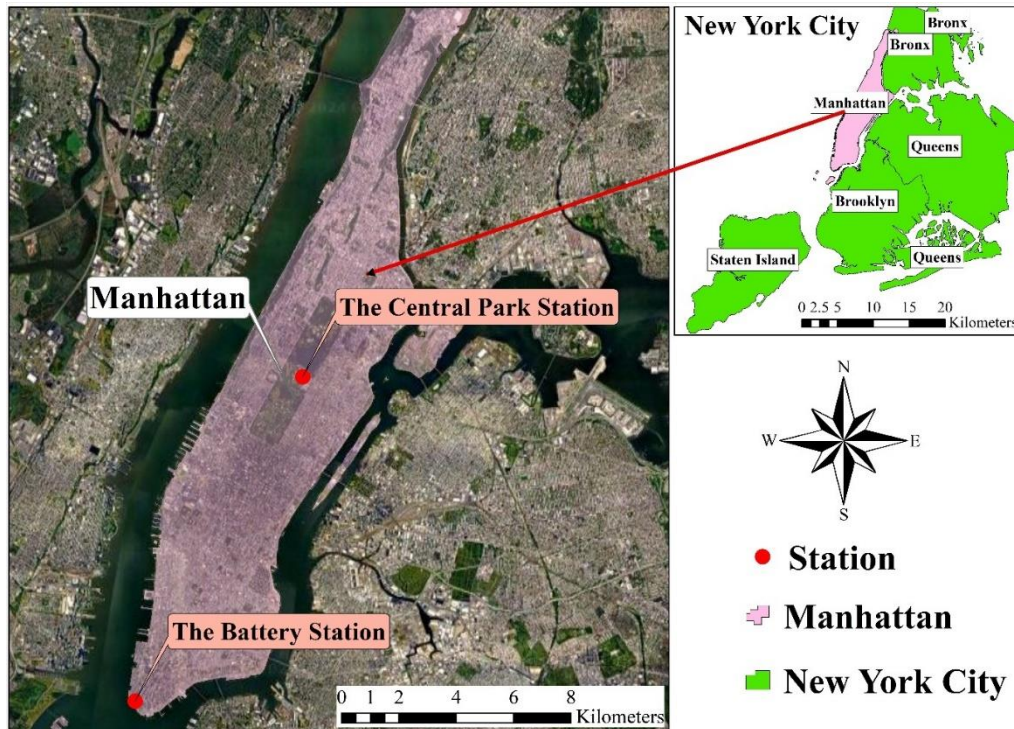 New York City
Bronx
Bronx
Manhattan
Queens
Brooklyn
Staten Island
Queens
0 2.5 5 10 15 20
Kilometers
Manhattan
The Central Park Station
The Battery Station
0 1 2 4 6 8
Kilometers
N
W E
S
Station
Manhattan
New York City